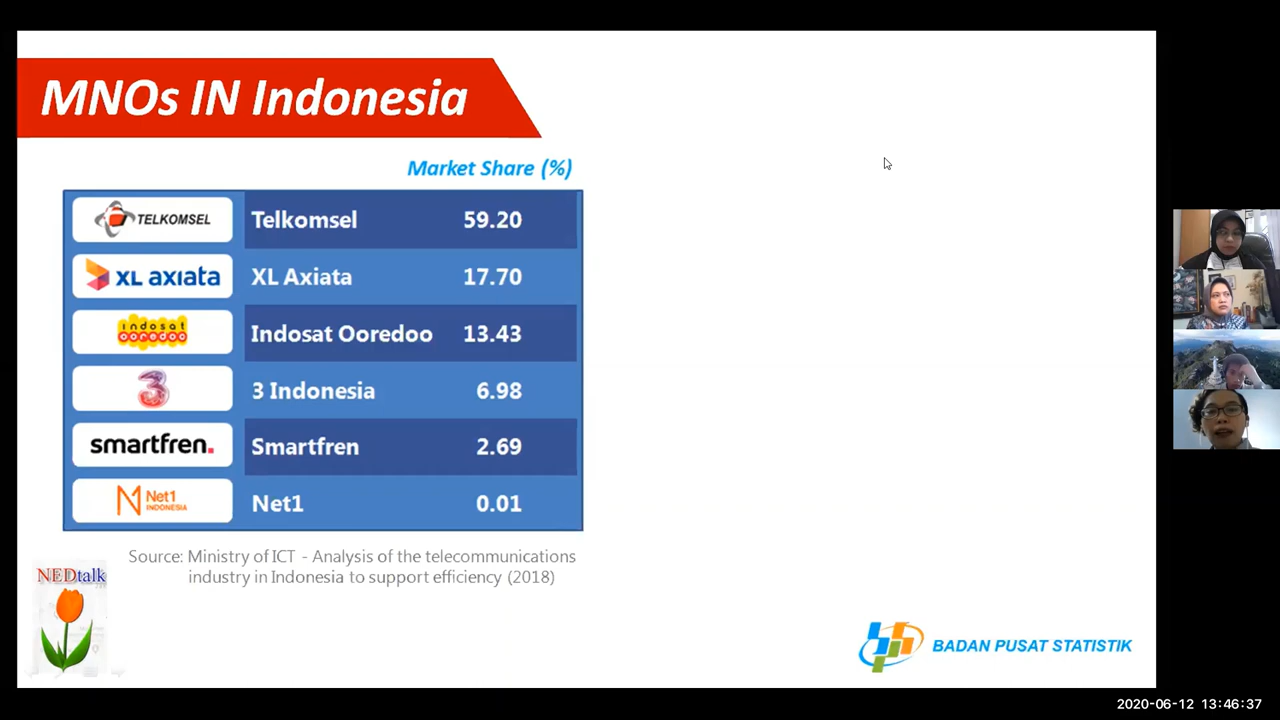 MNOs IN Indonesia
Market Share (%)
TELKOMSEL Telkomsel 59.20
XL axiata XL Axiata 17.70
indosat
ooredoo Indosat Ooredoo 13.43
3 3 Indonesia 6.98
smartfren. Smartfren 2.69
Net1
INDONESIA Net1 0.01
Source: Ministry of ICT - Analysis of the telecommunications
industry in Indonesia to support efficiency (2018)
NEDtalk
BADAN PUSAT STATISTIK
2020-06-12 13:46:37